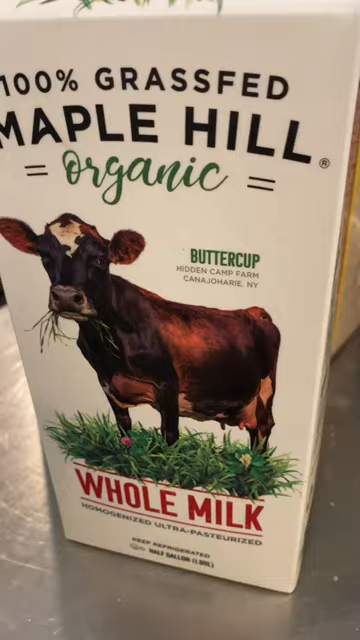 100% GRASSFED
MAPLE HILL®
organic
BUTTERCUP
HIDDEN CAMP FARM
CANAJOHARIE, NY
WHOLE MILK
HOMOGENIZED ULTRA-PASTEURIZED
KEEP REFRIGERATED
HALF GALLON (1.89L)